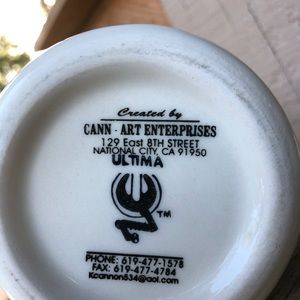 Created by
CANN - ART ENTERPRISES
129 East 8TH STREET
NATIONAL CITY, CA 91950
ULTIMA
TM
PHONE: 619-477-1578
FAX: 619-477-4784
Kcannon834@aol.com